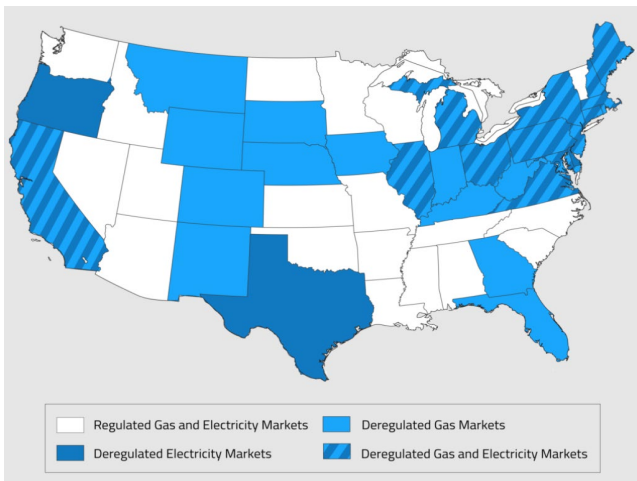 Regulated Gas and Electricity Markets
Deregulated Gas Markets
Deregulated Electricity Markets
Deregulated Gas and Electricity Markets